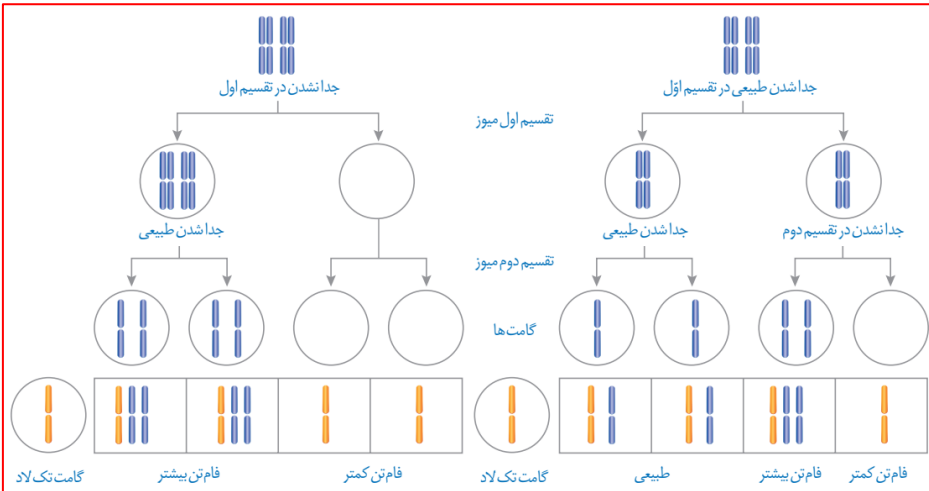 جدا شدن طبیعی در تقسیم اوّل
جدا نشدن در تقسیم اول
تقسیم اول میوز
جدا نشدن در تقسیم دوم
جدا شدن طبیعی
جدا شدن طبیعی
تقسیم دوم میوز
گامت‌ها
فام‌تن کمتر
فام‌تن بیشتر
طبیعی
گامت تک لاد
فام‌تن کمتر
فام‌تن بیشتر
گامت تک لاد